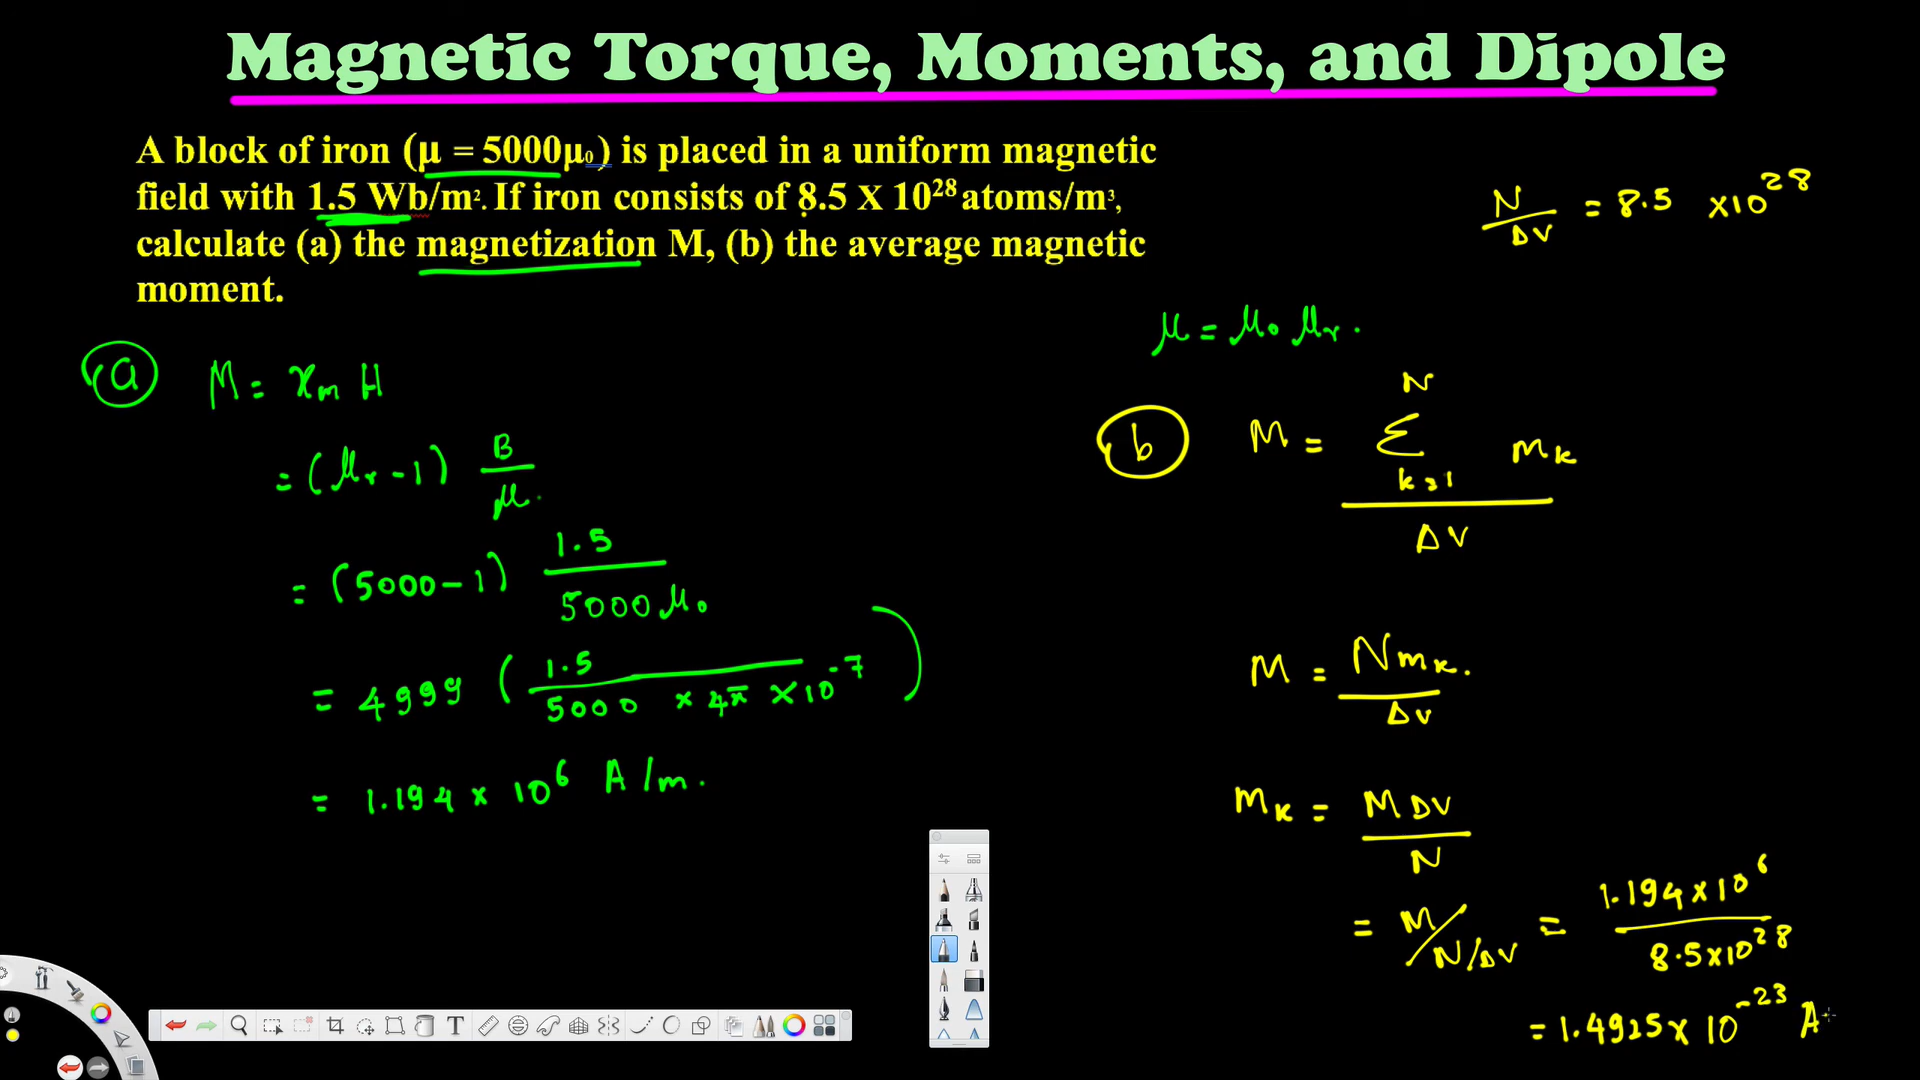 Magnetic Torque, Moments, and Dipole
A block of iron (μ = 5000μ₀) is placed in a uniform magnetic
field with 1.5 Wb/m². If iron consists of 8.5 X 10²⁸ atoms/m³,
calculate (a) the magnetization M, (b) the average magnetic
moment.
N/ΔV = 8.5 ×10²⁸
μ = μ₀ μᵣ.
(a) M = χₘ H
= (μᵣ - 1) B/μ.
= (5000 - 1) 1.5/5000μ₀
= 4999 (1.5/5000 × 4π × 10⁻⁷)
= 1.194 × 10⁶ A/m.
(b) M = Σ_{k=1}^{N} mₖ / ΔV
M = Nmₖ./ΔV
mₖ = MΔV/N
= M/N/ΔV = 1.194×10⁶/8.5×10²⁸
= 1.4925× 10⁻²³ A
T